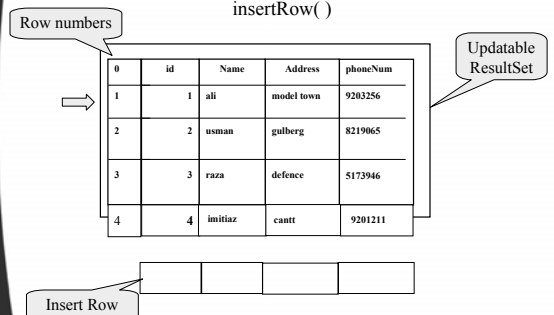 insertRow( )
Row numbers
Updatable
ResultSet
0 id Name Address phoneNum
1 1 ali model town 9203256
2 2 usman gulberg 8219065
3 3 raza defence 5173946
4 4 imitiaz cantt 9201211
Insert Row